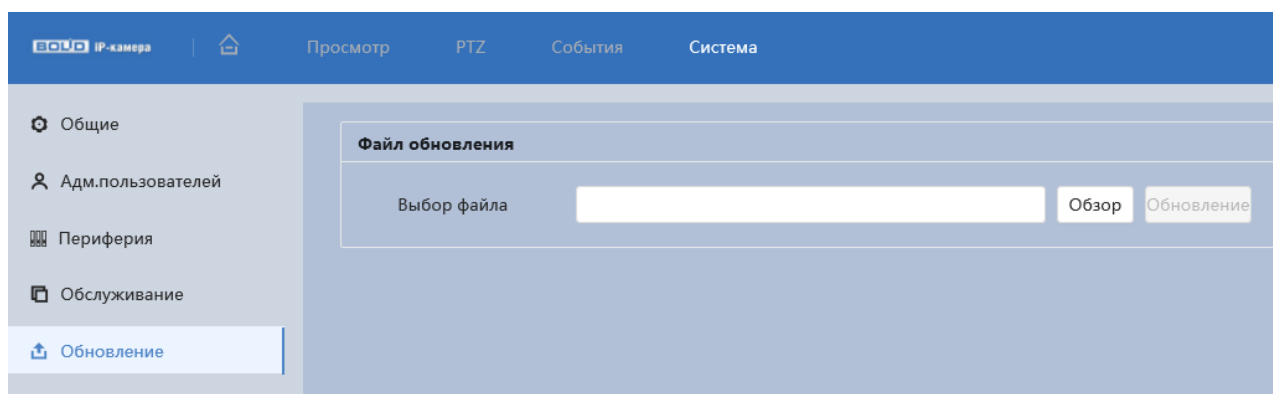 BOLID IP-камера
Просмотр PTZ События Система
Общие
Адм.пользователей
Периферия
Обслуживание
Обновление
Файл обновления
Выбор файла Обзор Обновление